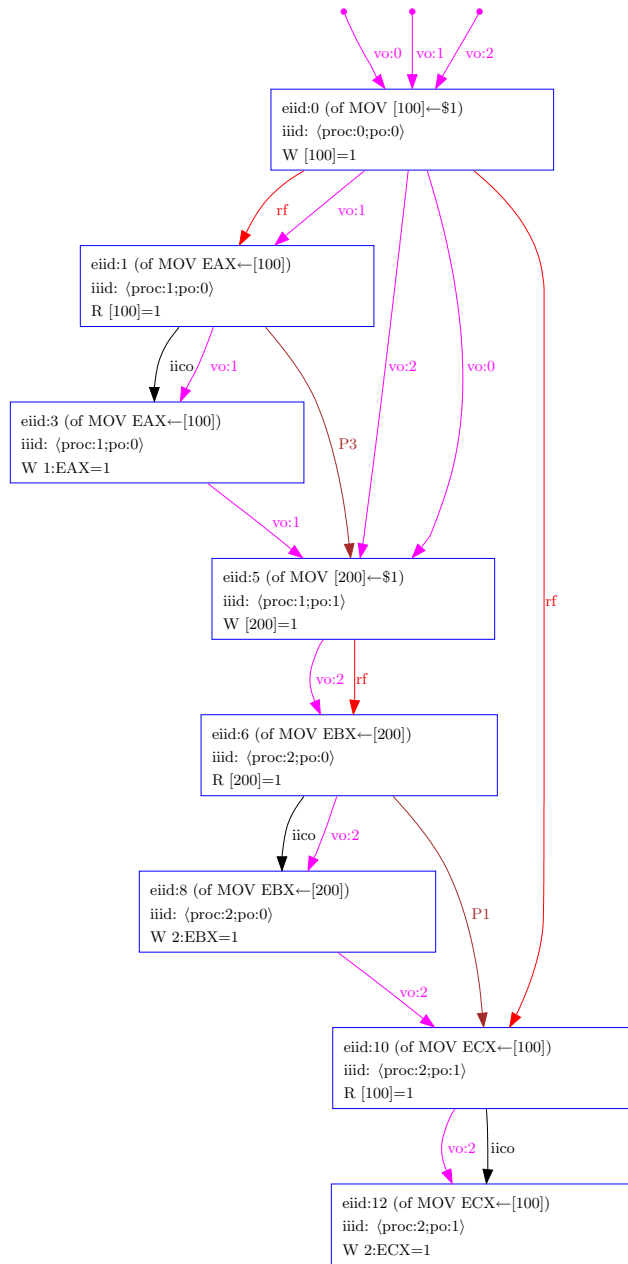 vo:0 vo:1 vo:2
eiid:0 (of MOV [100]←$1)
iiid: ⟨proc:0;po:0⟩
W [100]=1
rf vo:1
eiid:1 (of MOV EAX←[100])
iiid: ⟨proc:1;po:0⟩
R [100]=1
iico vo:1 vo:2 vo:0
eiid:3 (of MOV EAX←[100])
iiid: ⟨proc:1;po:0⟩
W 1:EAX=1
P3
vo:1
eiid:5 (of MOV [200]←$1)
iiid: ⟨proc:1;po:1⟩
W [200]=1
rf
vo:2 rf
eiid:6 (of MOV EBX←[200])
iiid: ⟨proc:2;po:0⟩
R [200]=1
iico vo:2
eiid:8 (of MOV EBX←[200])
iiid: ⟨proc:2;po:0⟩
W 2:EBX=1
P1
vo:2
eiid:10 (of MOV ECX←[100])
iiid: ⟨proc:2;po:1⟩
R [100]=1
vo:2 iico
eiid:12 (of MOV ECX←[100])
iiid: ⟨proc:2;po:1⟩
W 2:ECX=1